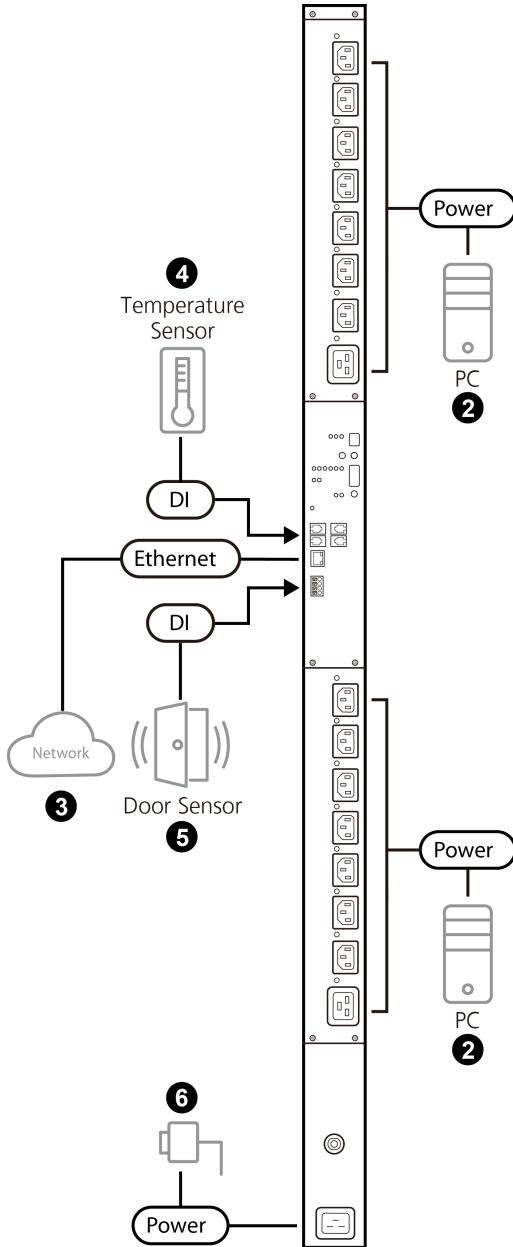 Power
4
Temperature
Sensor
PC
2
DI
Ethernet
DI
Network
3
Door Sensor
5
Power
PC
2
6
Power